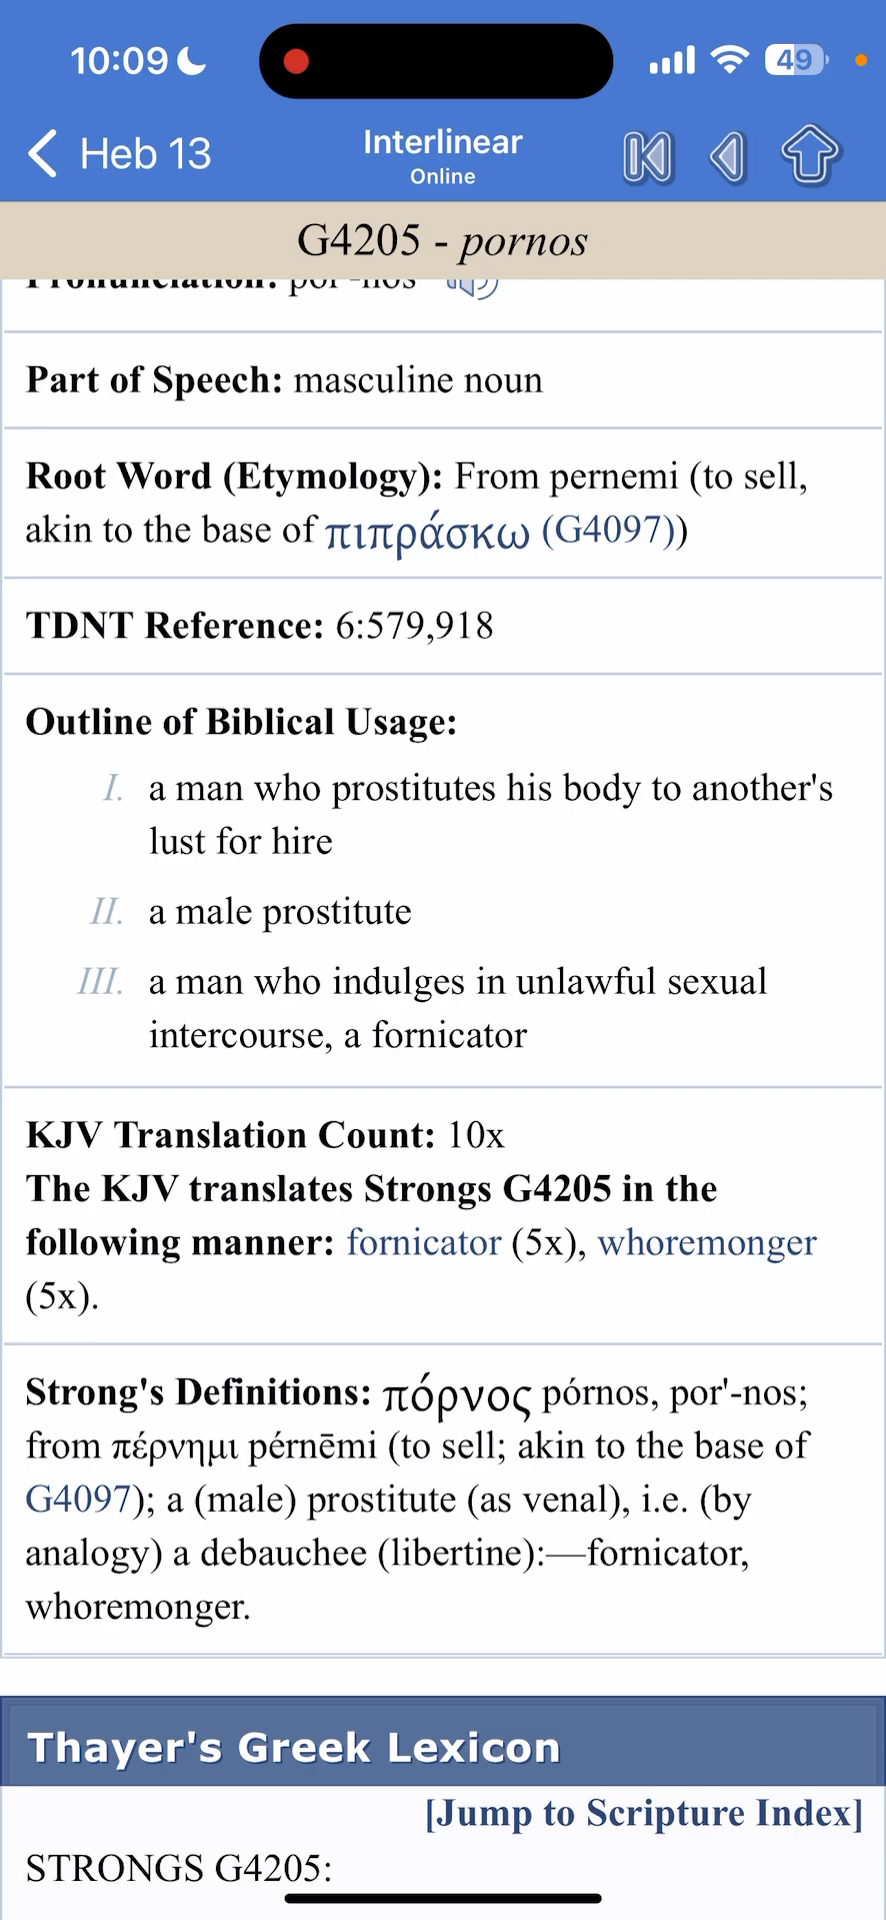 10:09
49
Heb 13
Interlinear
Online
G4205 - pornos
Pronunciation: por'-nos
Part of Speech: masculine noun
Root Word (Etymology): From pernemi (to sell,
akin to the base of πιπράσκω (G4097))
TDNT Reference: 6:579,918
Outline of Biblical Usage:
I. a man who prostitutes his body to another's
lust for hire
II. a male prostitute
III. a man who indulges in unlawful sexual
intercourse, a fornicator
KJV Translation Count: 10x
The KJV translates Strongs G4205 in the
following manner: fornicator (5x), whoremonger
(5x).
Strong's Definitions: πόρνος pórnos, por'-nos;
from πέρνημι pérnēmi (to sell; akin to the base of
G4097); a (male) prostitute (as venal), i.e. (by
analogy) a debauchee (libertine):—fornicator,
whoremonger.
Thayer's Greek Lexicon
[Jump to Scripture Index]
STRONGS G4205: